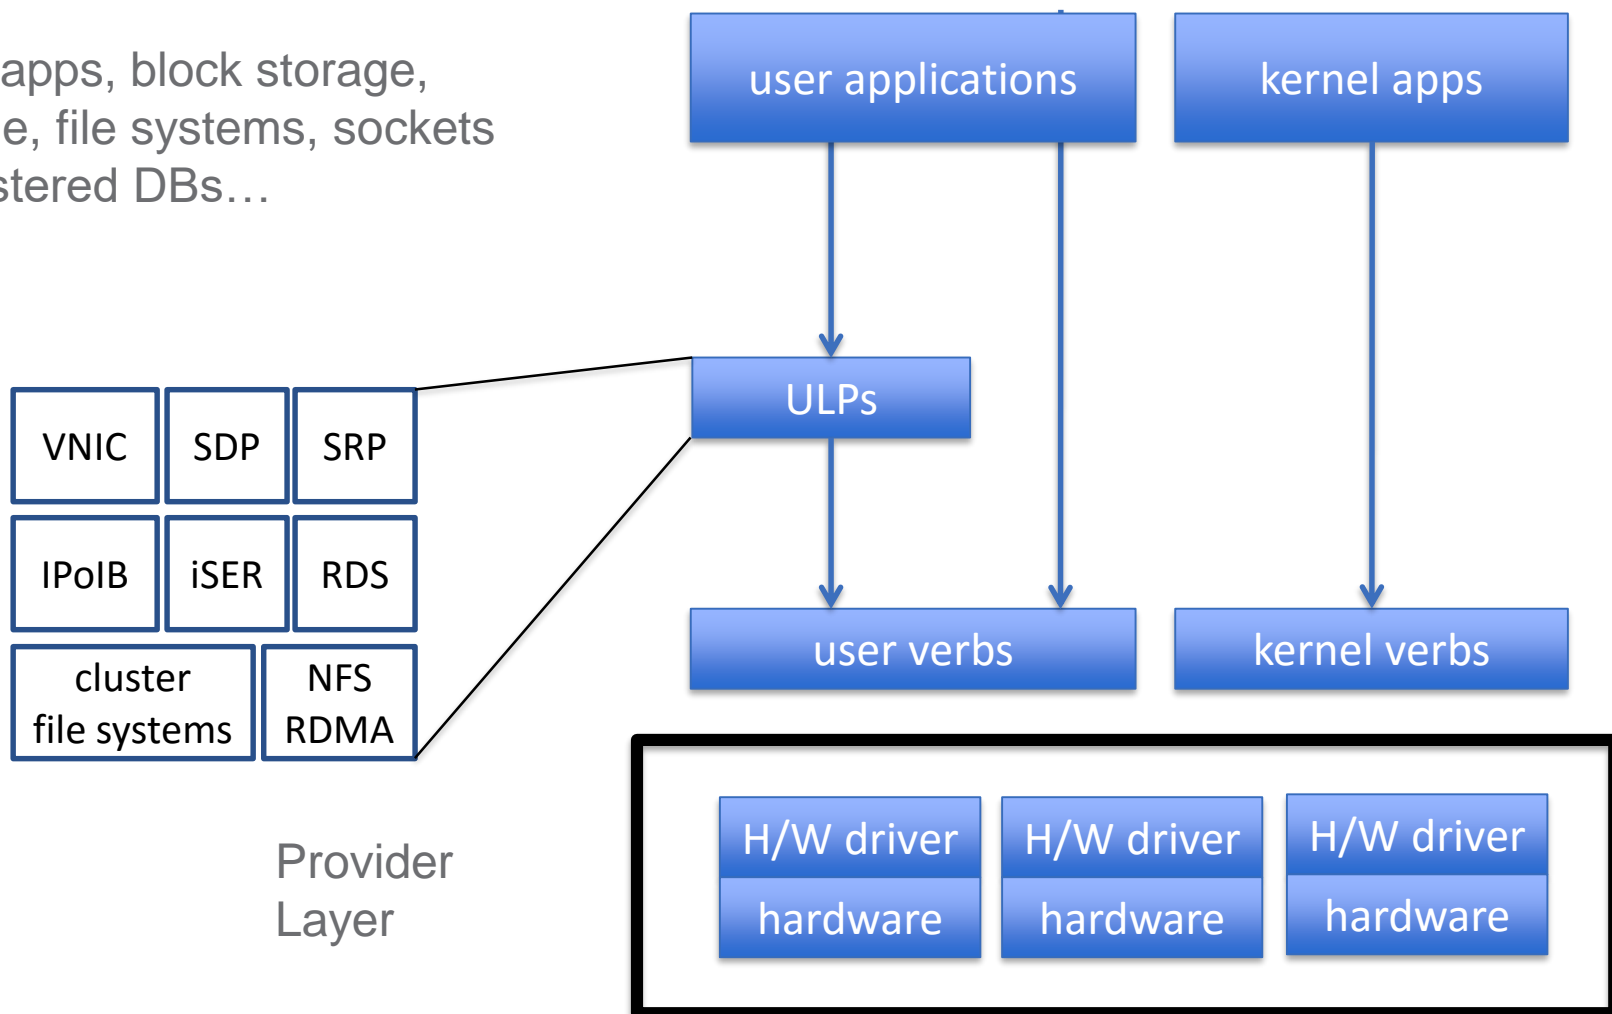 apps, block storage,
e, file systems, sockets
stered DBs…
user applications
kernel apps
ULPs
VNIC
SDP
SRP
IPoIB
iSER
RDS
cluster
file systems
NFS
RDMA
user verbs
kernel verbs
Provider
Layer
H/W driver
hardware
H/W driver
hardware
H/W driver
hardware